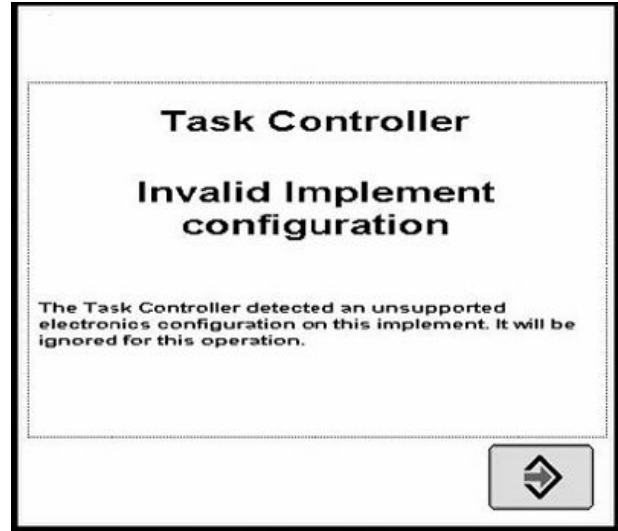 Task Controller
Invalid Implement
configuration
The Task Controller detected an unsupported
electronics configuration on this implement. It will be
ignored for this operation.